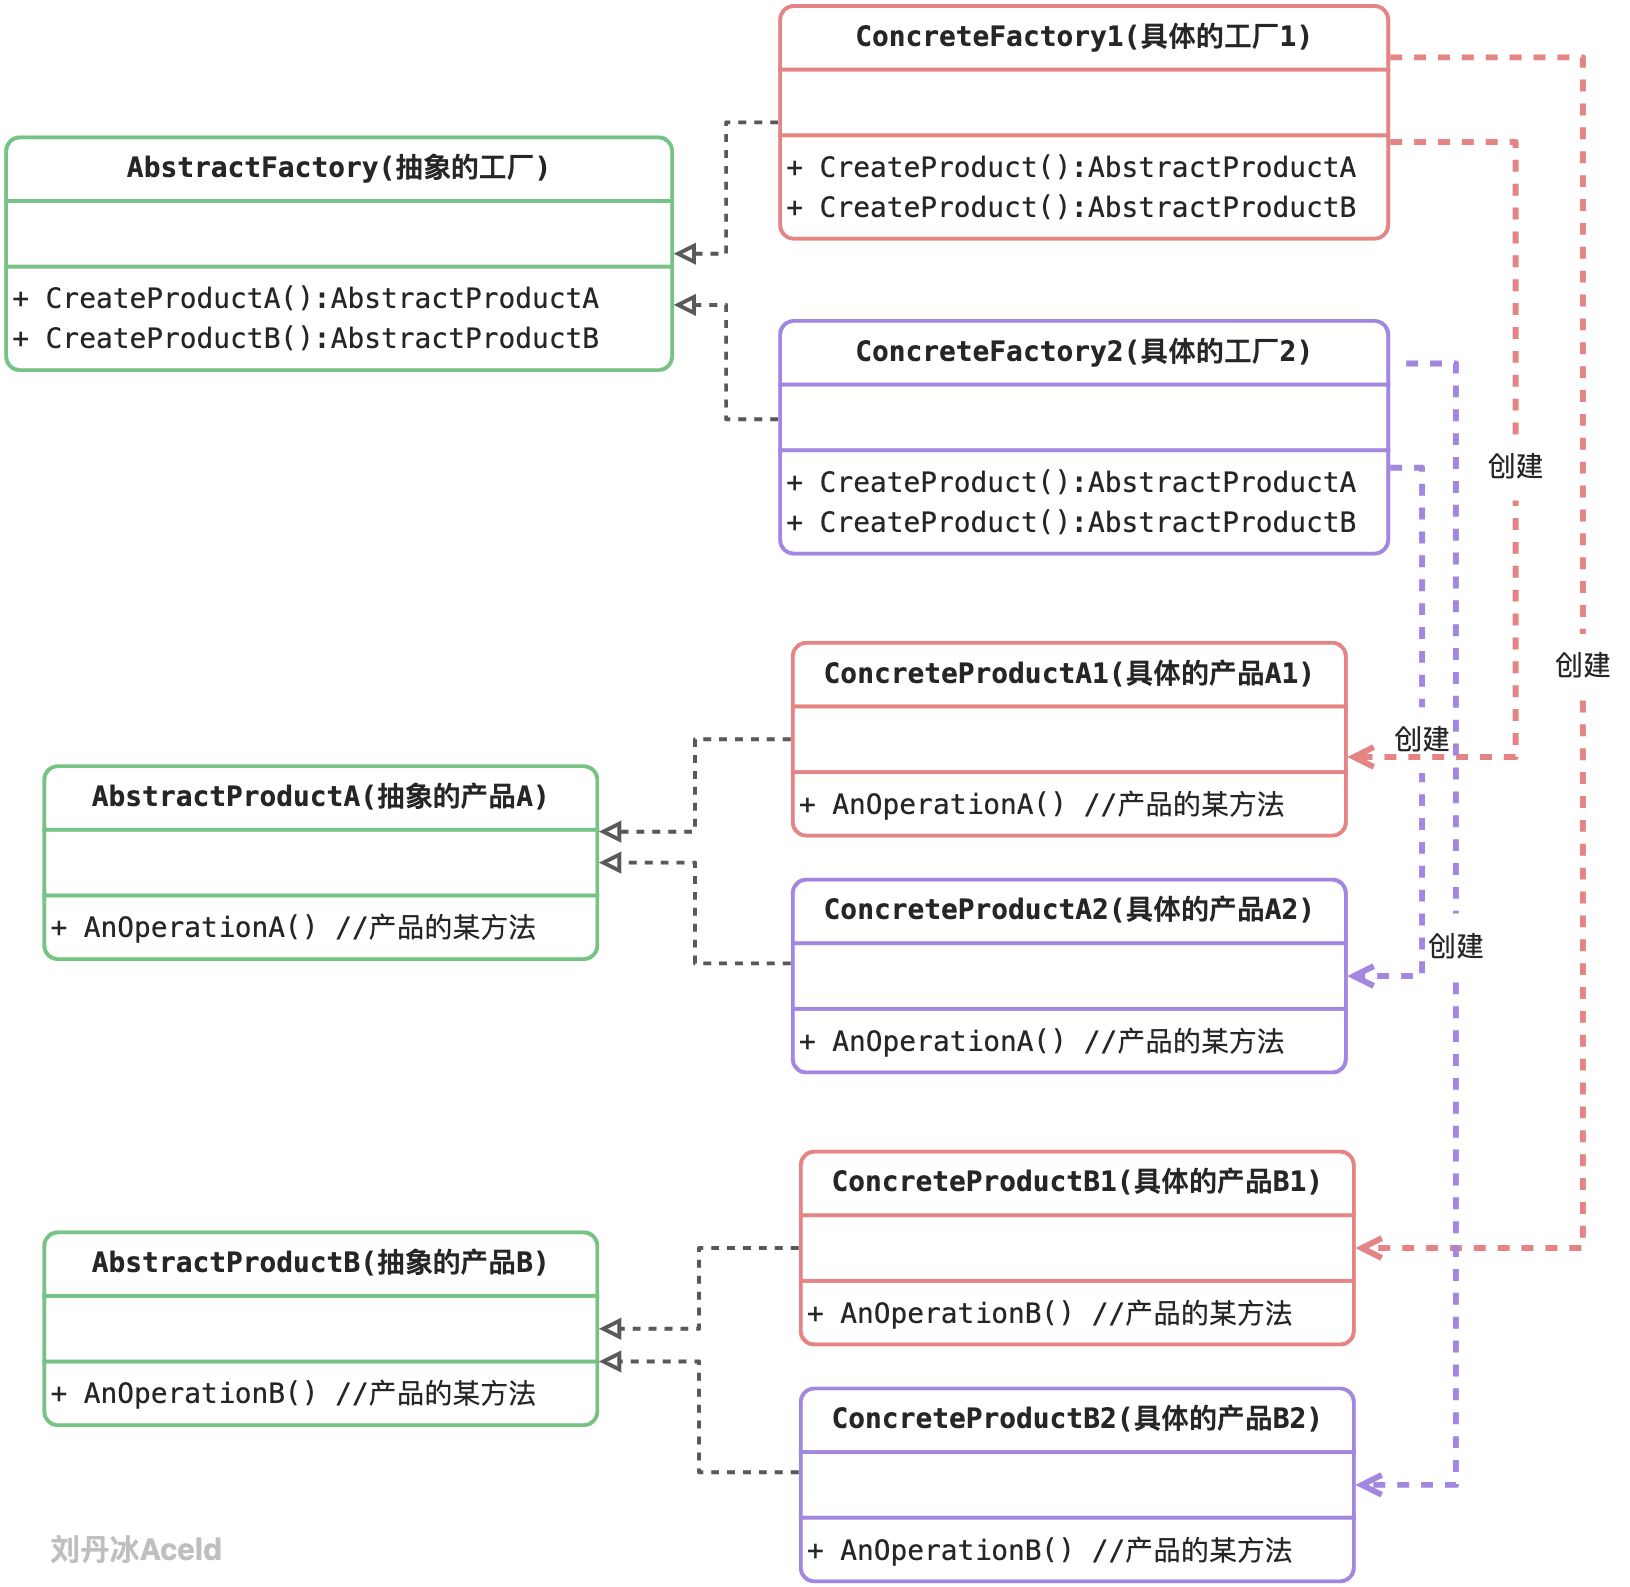 ConcreteFactory1(具体的工厂1)
+ CreateProduct():AbstractProductA
+ CreateProduct():AbstractProductB
AbstractFactory(抽象的工厂)
+ CreateProductA():AbstractProductA
+ CreateProductB():AbstractProductB
ConcreteFactory2(具体的工厂2)
+ CreateProduct():AbstractProductA
+ CreateProduct():AbstractProductB
创建
创建
ConcreteProductA1(具体的产品A1)
+ AnOperationA() //产品的某方法
创建
AbstractProductA(抽象的产品A)
+ AnOperationA() //产品的某方法
ConcreteProductA2(具体的产品A2)
+ AnOperationA() //产品的某方法
创建
ConcreteProductB1(具体的产品B1)
+ AnOperationB() //产品的某方法
AbstractProductB(抽象的产品B)
+ AnOperationB() //产品的某方法
ConcreteProductB2(具体的产品B2)
+ AnOperationB() //产品的某方法
刘丹冰Aceld